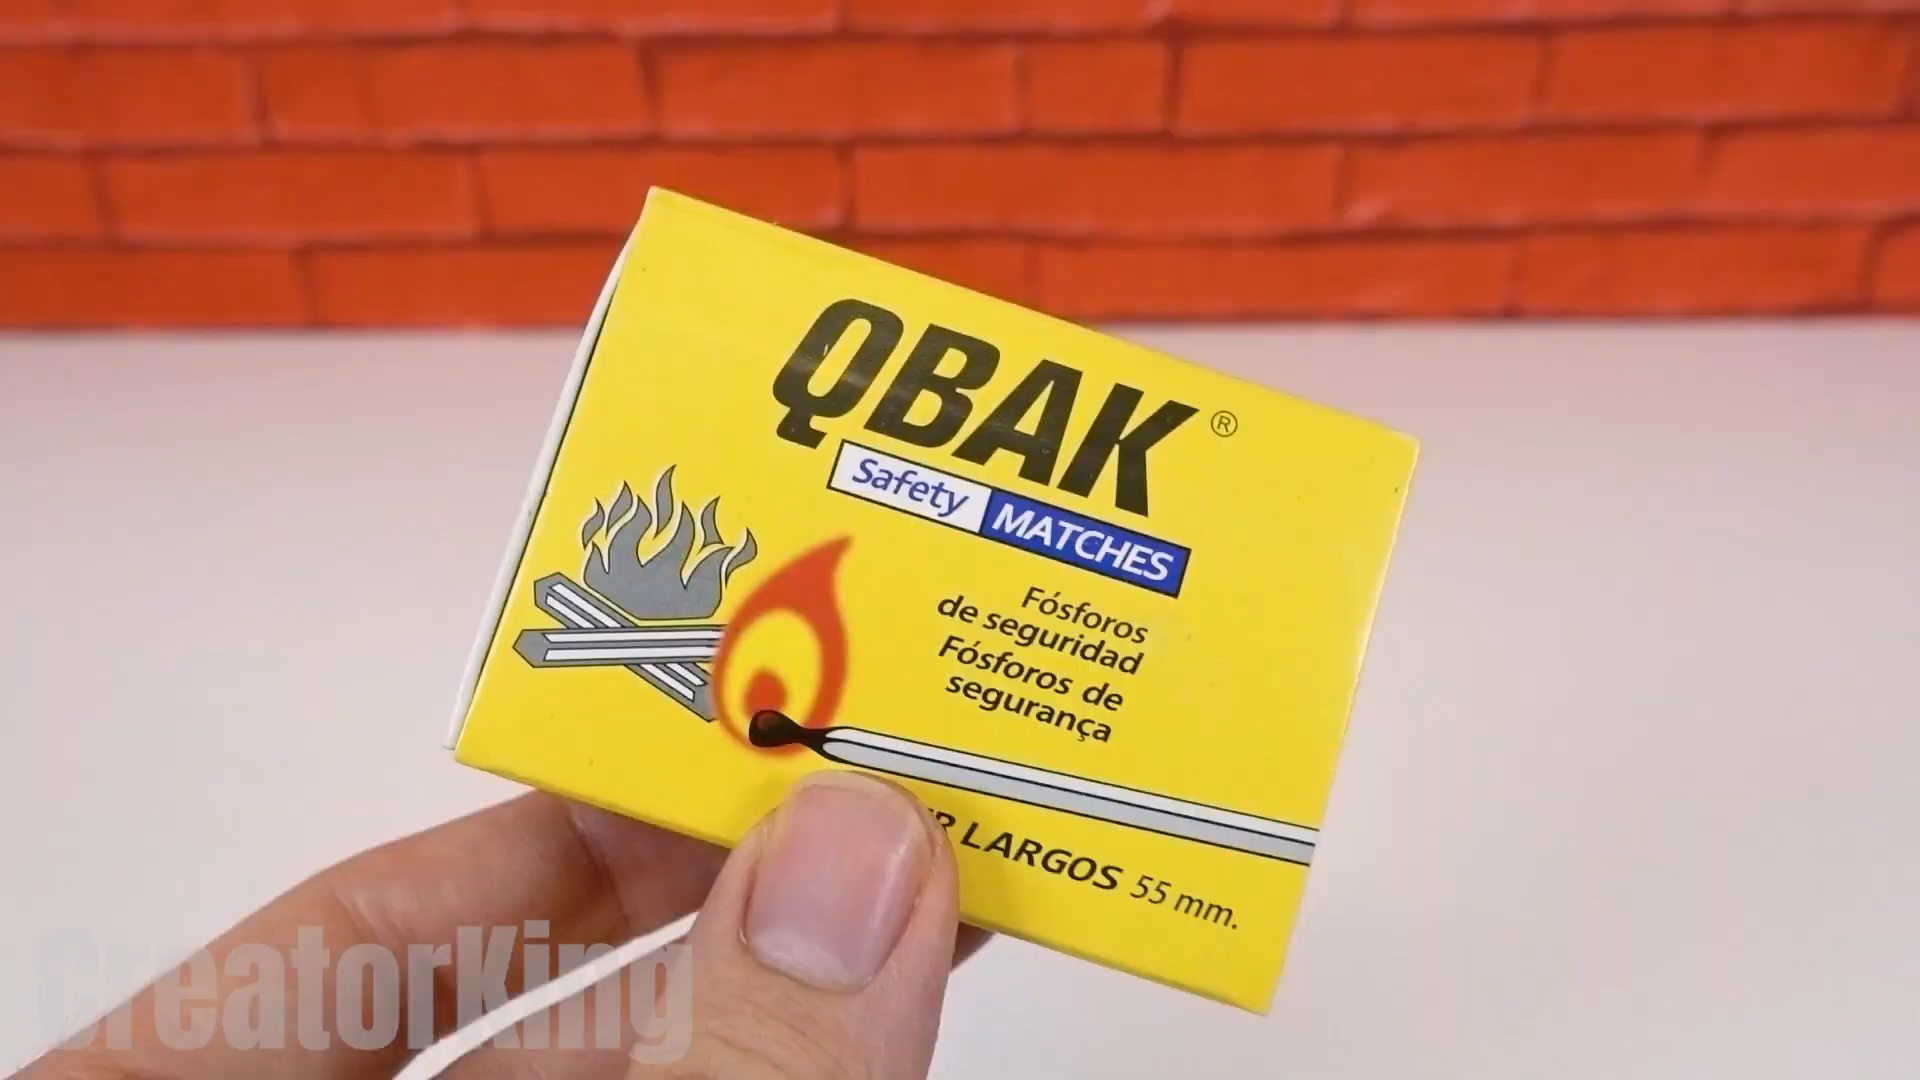 QBAK®
Safety MATCHES
Fósforos
de seguridad
Fósforos de
segurança
LARGOS 55 mm.
CreatorKing